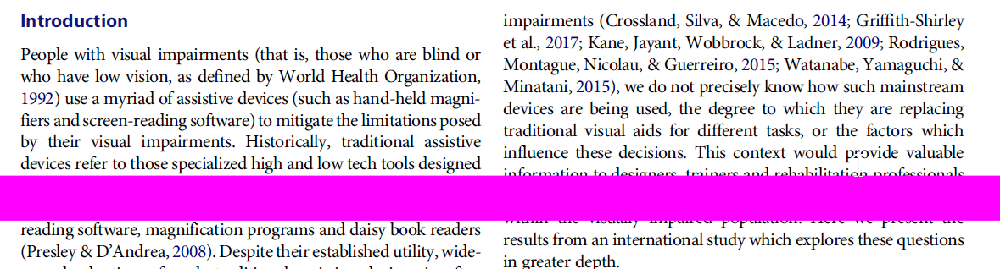 Introduction
People with visual impairments (that is, those who are blind or
who have low vision, as defined by World Health Organization,
1992) use a myriad of assistive devices (such as hand-held magni-
fiers and screen-reading software) to mitigate the limitations posed
by their visual impairments. Historically, traditional assistive
devices refer to those specialized high and low tech tools designed
reading software, magnification programs and daisy book readers
(Presley & D'Andrea, 2008). Despite their established utility, wide-
impairments (Crossland, Silva, & Macedo, 2014; Griffith-Shirley
et al., 2017; Kane, Jayant, Wobbrock, & Ladner, 2009; Rodrigues,
Montague, Nicolau, & Guerreiro, 2015; Watanabe, Yamaguchi, &
Minatani, 2015), we do not precisely know how such mainstream
devices are being used, the degree to which they are replacing
traditional visual aids for different tasks, or the factors which
influence these decisions. This context would provide valuable
information to designers, trainers and rehabilitation professionals
within the visually impaired population. Here we present the
results from an international study which explores these questions
in greater depth.